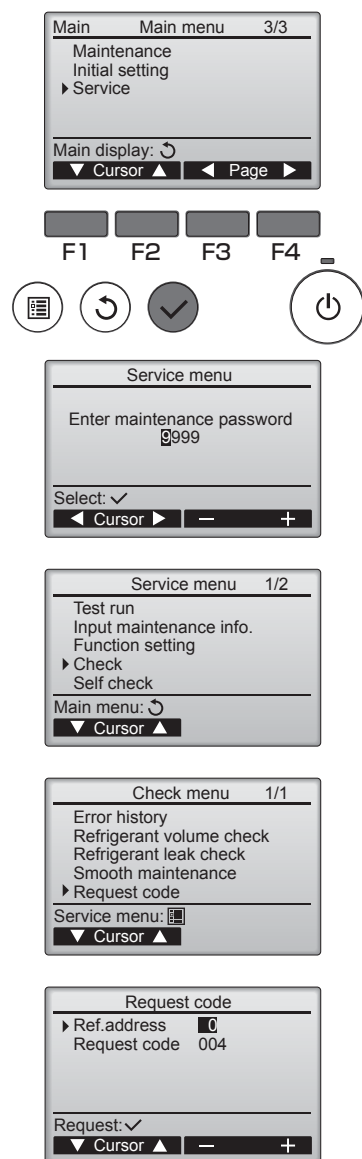 Main Main menu 3/3
Maintenance
Initial setting
Service
Main display:
Cursor Page
F1 F2 F3 F4
Service menu
Enter maintenance password
9999
Select:
Cursor − +
Service menu 1/2
Test run
Input maintenance info.
Function setting
Check
Self check
Main menu:
Cursor
Check menu 1/1
Error history
Refrigerant volume check
Refrigerant leak check
Smooth maintenance
Request code
Service menu:
Cursor
Request code
Ref.address 0
Request code 004
Request:
Cursor − +